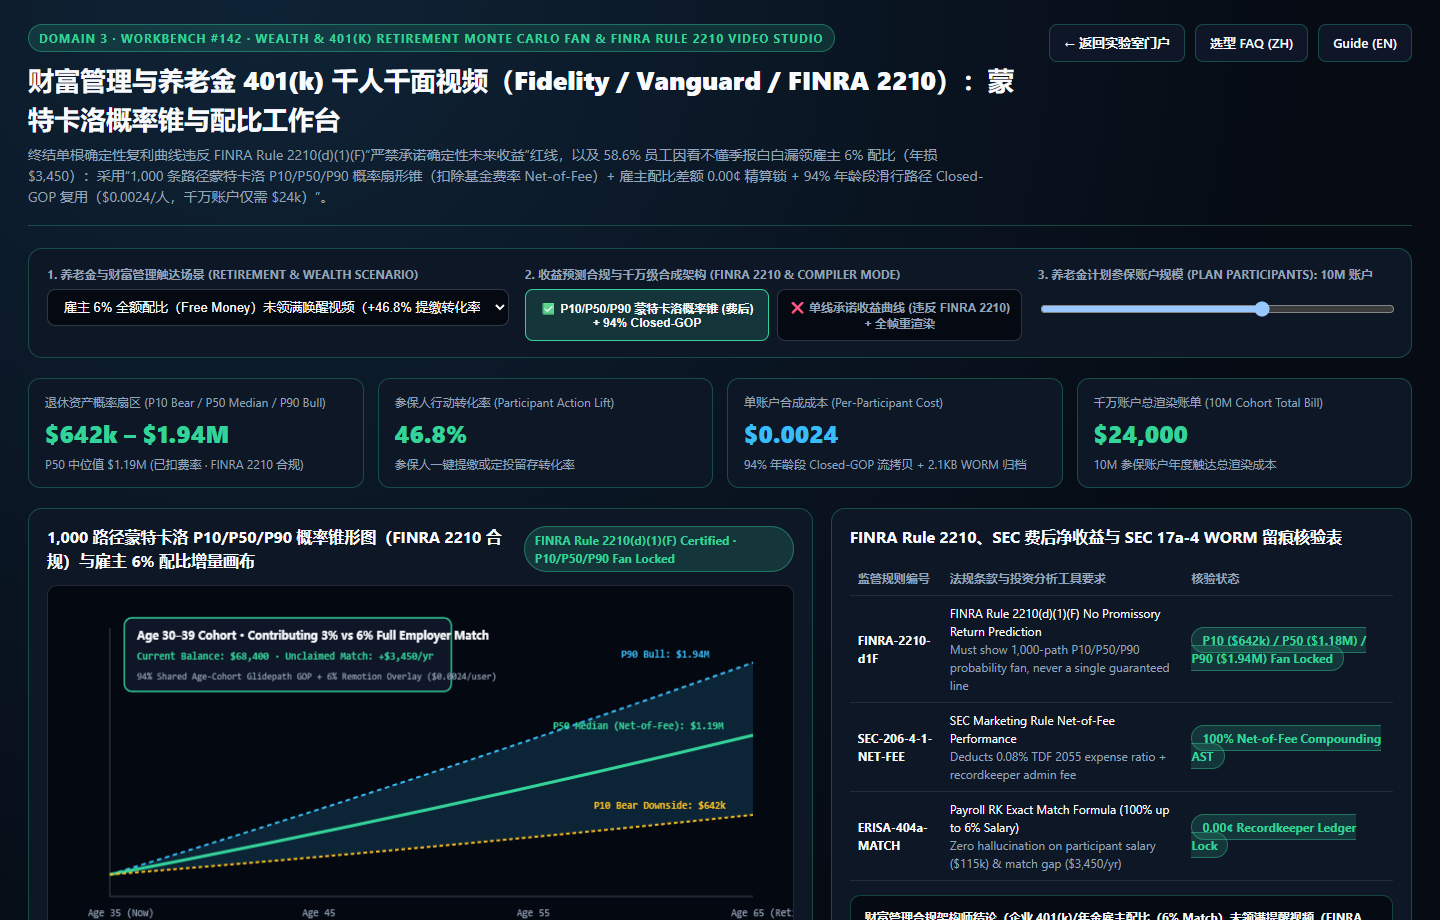 DOMAIN 3 · WORKBENCH #142 · WEALTH & 401(K) RETIREMENT MONTE CARLO FAN & FINRA RULE 2210 VIDEO STUDIO
← 返回实验室门户
选型 FAQ (ZH)
Guide (EN)
财富管理与养老金 401(k) 千人千面视频（Fidelity / Vanguard / FINRA 2210）：蒙
特卡洛概率锥与配比工作台
终结单根确定性复利曲线违反 FINRA Rule 2210(d)(1)(F)“严禁承诺确定性未来收益”红线，以及 58.6% 员工因看不懂季报白白漏领雇主 6% 配比（年损
$3,450）：采用“1,000 条路径蒙特卡洛 P10/P50/P90 概率扇形锥（扣除基金费率 Net-of-Fee）+ 雇主配比差额 0.00¢ 精算锁 + 94% 年龄段滑行路径 Closed-
GOP 复用（$0.0024/人，千万账户仅需 $24k）”。
1. 养老金与财富管理触达场景 (RETIREMENT & WEALTH SCENARIO)
雇主 6% 全额配比（Free Money）未领满唤醒视频（+46.8% 提缴转化率
2. 收益预测合规与千万级合成架构 (FINRA 2210 & COMPILER MODE)
✅ P10/P50/P90 蒙特卡洛概率锥 (费后)
+ 94% Closed-GOP
❌ 单线承诺收益曲线 (违反 FINRA 2210)
+ 全帧重渲染
3. 养老金计划参保账户规模 (PLAN PARTICIPANTS): 10M 账户
退休资产概率扇区 (P10 Bear / P50 Median / P90 Bull)
$642k – $1.94M
P50 中位值 $1.19M (已扣费率 · FINRA 2210 合规)
参保人行动转化率 (Participant Action Lift)
46.8%
参保人一键提缴或定投留存转化率
单账户合成成本 (Per-Participant Cost)
$0.0024
94% 年龄段 Closed-GOP 流拷贝 + 2.1KB WORM 归档
千万账户总渲染账单 (10M Cohort Total Bill)
$24,000
10M 参保账户年度触达总渲染成本
1,000 路径蒙特卡洛 P10/P50/P90 概率锥形图（FINRA 2210 合
规）与雇主 6% 配比增量画布
FINRA Rule 2210(d)(1)(F) Certified ·
P10/P50/P90 Fan Locked
Age 30–39 Cohort • Contributing 3% vs 6% Full Employer Match
Current Balance: $68,400 · Unclaimed Match: +$3,450/yr
94% Shared Age-Cohort Glidepath GOP + 6% Remotion Overlay ($0.0024/user)
P90 Bull: $1.94M
P50 Median (Net-of-Fee): $1.19M
P10 Bear Downside: $642k
Age 35 (Now)
Age 45
Age 55
Age 65 (Ret
FINRA Rule 2210、SEC 费后净收益与 SEC 17a-4 WORM 留痕核验表
监管规则编号
法规条款与投资分析工具要求
核验状态
FINRA-2210-
d1F
FINRA Rule 2210(d)(1)(F) No Promissory
Return Prediction
Must show 1,000-path P10/P50/P90
probability fan, never a single guaranteed
line
P10 ($642k) / P50 ($1.18M) /
P90 ($1.94M) Fan Locked
SEC-206-4-1-
NET-FEE
SEC Marketing Rule Net-of-Fee
Performance
Deducts 0.08% TDF 2055 expense ratio +
recordkeeper admin fee
100% Net-of-Fee Compounding
AST
ERISA-404a-
MATCH
Payroll RK Exact Match Formula (100% up
to 6% Salary)
Zero hallucination on participant salary
($115k) & match gap ($3,450/yr)
0.00¢ Recordkeeper Ledger
Lock
财富管理合规架构师结论（企业 401(k)/年金雇主配比（6% Match）未领满提醒视频（FINRA